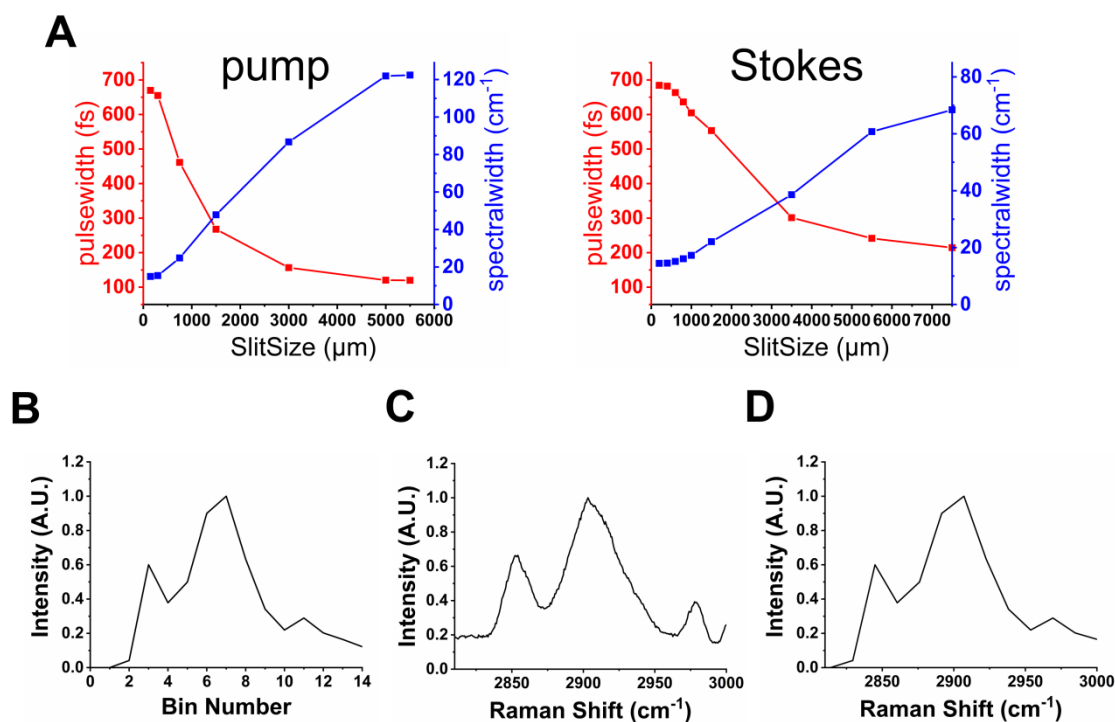 A
pump
Stokes
pulsewidth (fs)
700
600
500
400
300
200
100
0 1000 2000 3000 4000 5000 6000
SlitSize (µm)
spectralwidth (cm⁻¹)
120
100
80
60
40
20
0
pulsewidth (fs)
700
600
500
400
300
200
100
0 1000 2000 3000 4000 5000 6000 7000
SlitSize (µm)
spectralwidth (cm⁻¹)
80
60
40
20
0
B
Intensity (A.U.)
1.2
1.0
0.8
0.6
0.4
0.2
0.0
0 2 4 6 8 10 12 14
Bin Number
C
Intensity (A.U.)
1.2
1.0
0.8
0.6
0.4
0.2
0.0
2850 2900 2950 3000
Raman Shift (cm⁻¹)
D
Intensity (A.U.)
1.2
1.0
0.8
0.6
0.4
0.2
0.0
2850 2900 2950 3000
Raman Shift (cm⁻¹)